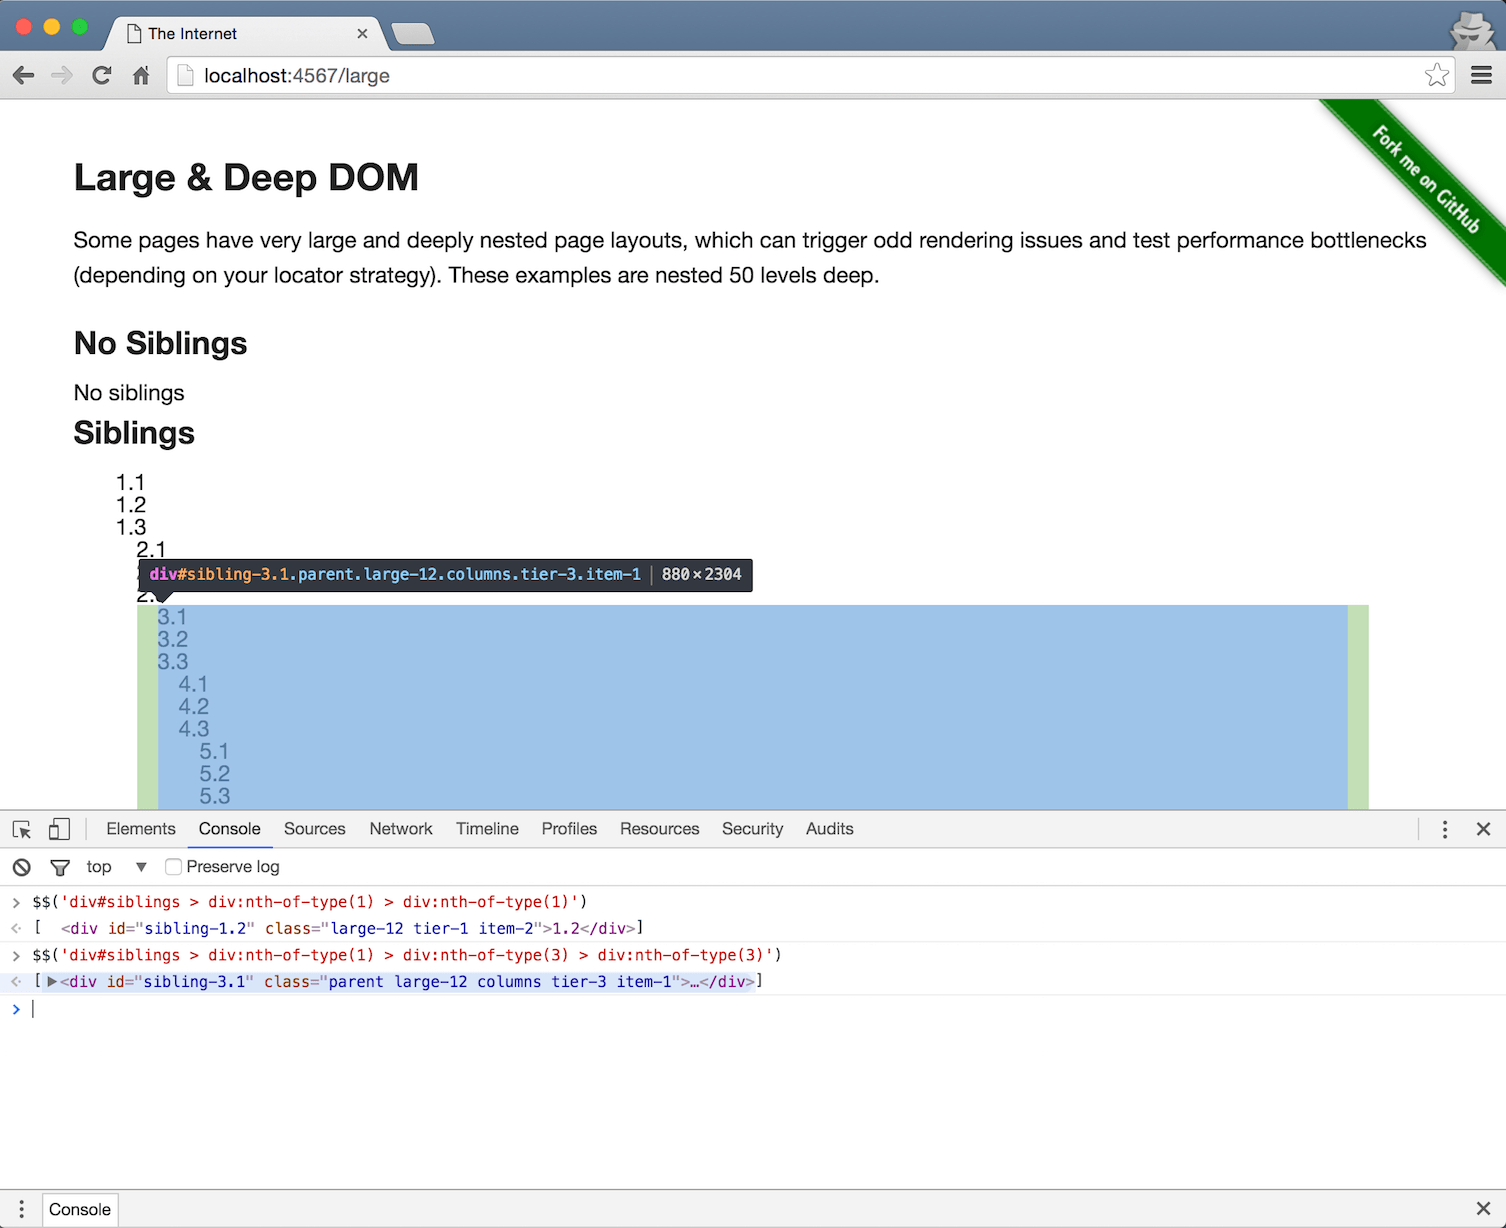 The Internet
localhost:4567/large
Fork me on GitHub
Large & Deep DOM
Some pages have very large and deeply nested page layouts, which can trigger odd rendering issues and test performance bottlenecks
(depending on your locator strategy). These examples are nested 50 levels deep.
No Siblings
No siblings
Siblings
1.1
1.2
1.3
2.1
div#sibling-3.1.parent.large-12.columns.tier-3.item-1 | 880 × 2304
3.1
3.2
3.3
4.1
4.2
4.3
5.1
5.2
5.3
Elements Console Sources Network Timeline Profiles Resources Security Audits
top ▼ Preserve log
> $$('div#siblings > div:nth-of-type(1) > div:nth-of-type(1)')
[ <div id="sibling-1.2" class="large-12 tier-1 item-2">1.2</div>]
> $$('div#siblings > div:nth-of-type(1) > div:nth-of-type(3) > div:nth-of-type(3)')
[ ▶<div id="sibling-3.1" class="parent large-12 columns tier-3 item-1">…</div>]
>
Console